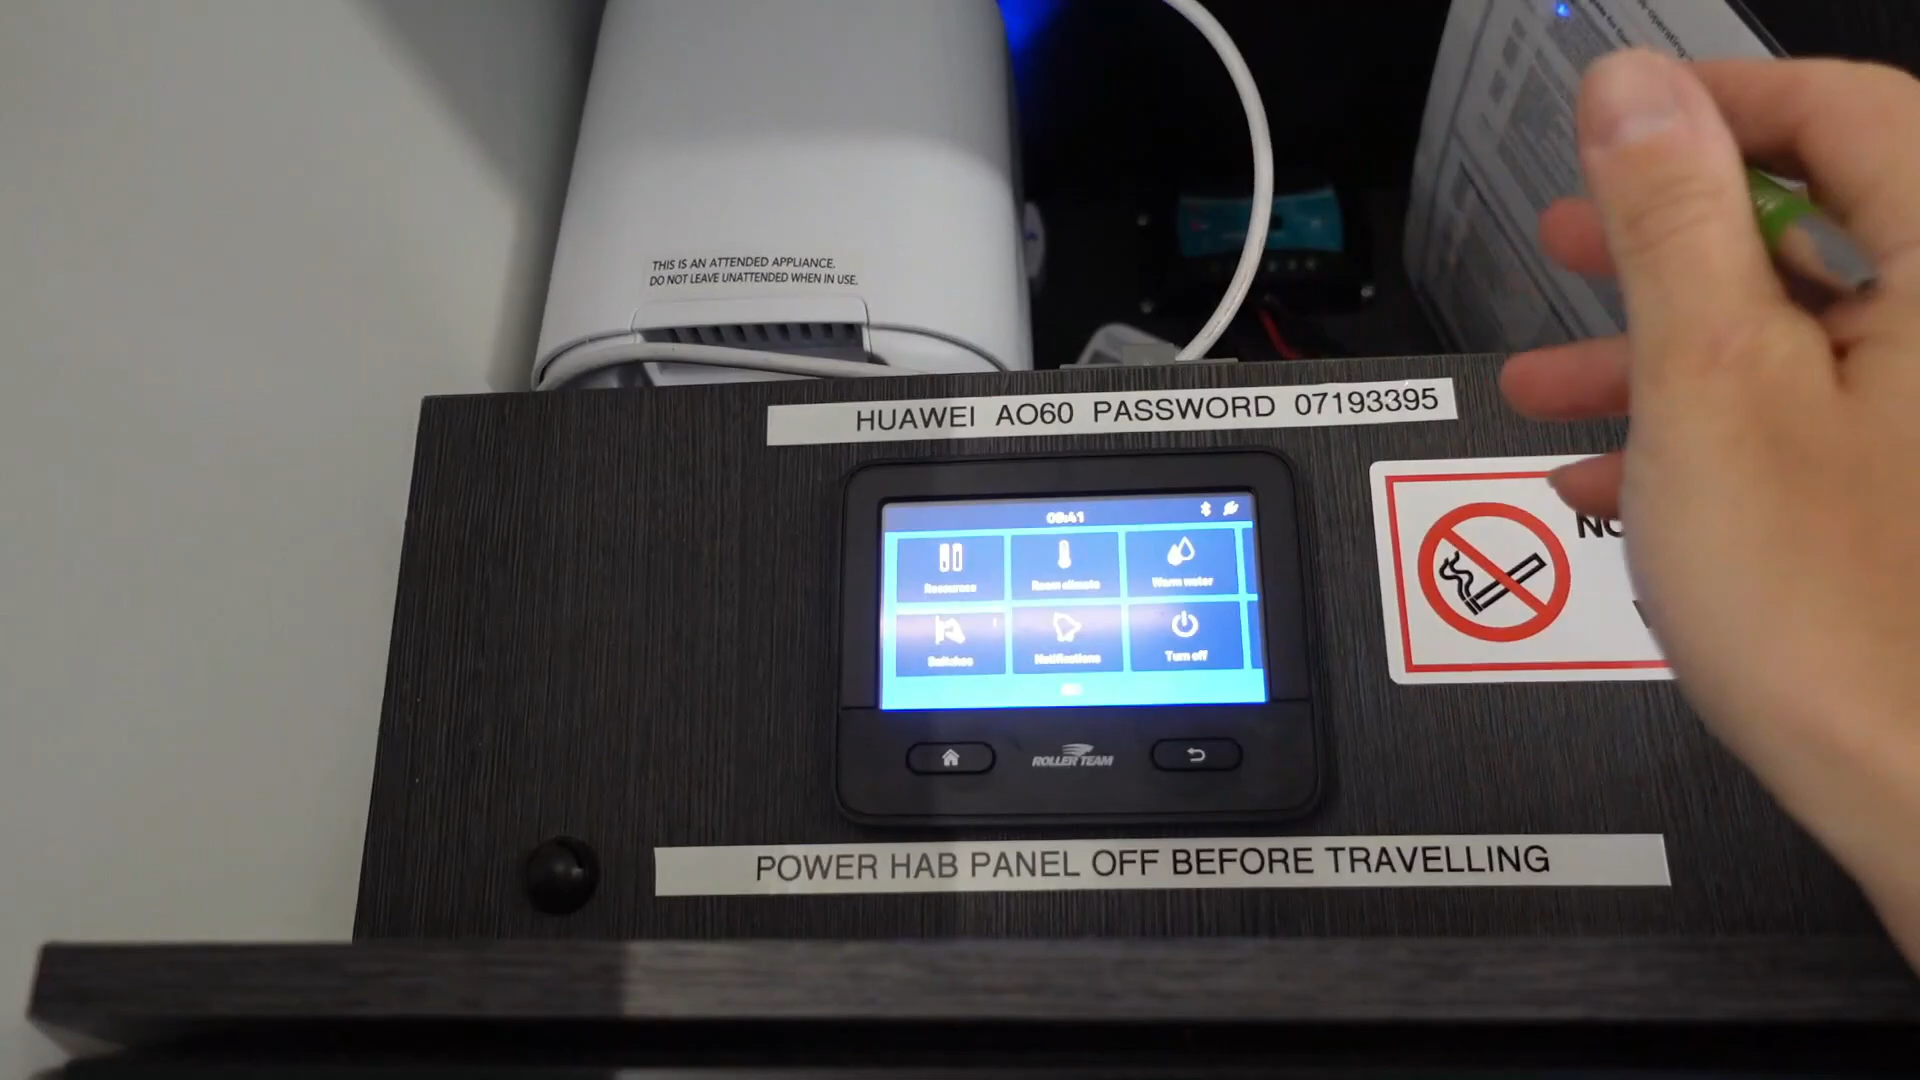 THIS IS AN ATTENDED APPLIANCE.
DO NOT LEAVE UNATTENDED WHEN IN USE.
HUAWEI AO60 PASSWORD 07193395
09:41
Resources
Room climate
Warm water
Switches
Notifications
Turn off
NO
ROLLER TEAM
POWER HAB PANEL OFF BEFORE TRAVELLING